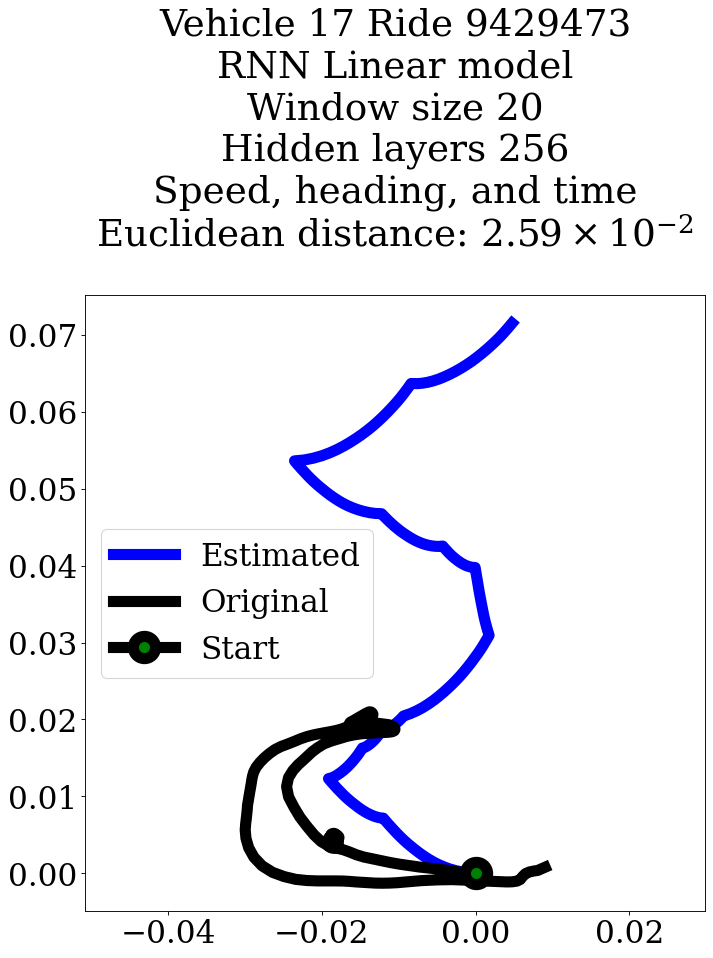 Vehicle 17 Ride 9429473
RNN Linear model
Window size 20
Hidden layers 256
Speed, heading, and time
Euclidean distance: 2.59 × 10⁻²
0.07
0.06
0.05
0.04
0.03
0.02
0.01
0.00
Estimated
Original
Start
−0.04
−0.02
0.00
0.02